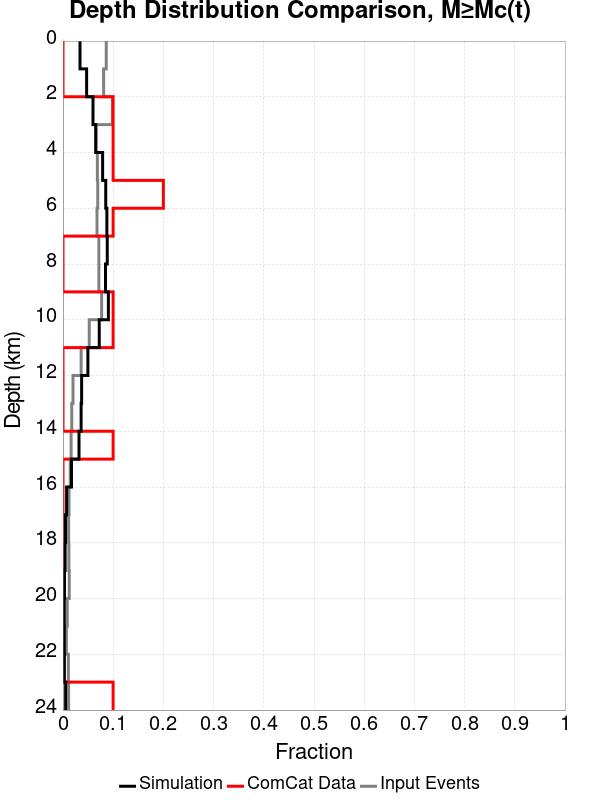 Depth Distribution Comparison, M≥Mc(t)
0
2
4
6
8
10
12
14
16
18
20
22
24
Depth (km)
0 0.1 0.2 0.3 0.4 0.5 0.6 0.7 0.8 0.9 1
Fraction
Simulation ComCat Data Input Events